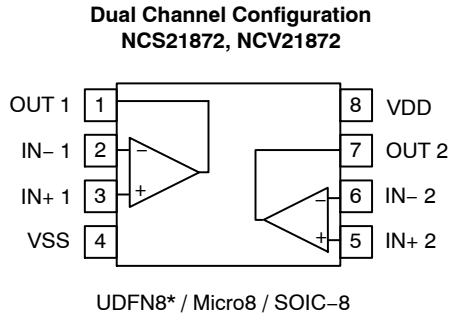 Dual Channel Configuration
NCS21872, NCV21872
OUT 1 1 8 VDD
IN− 1 2 − 7 OUT 2
IN+ 1 3 + − 6 IN− 2
VSS 4 + 5 IN+ 2
UDFN8* / Micro8 / SOIC−8